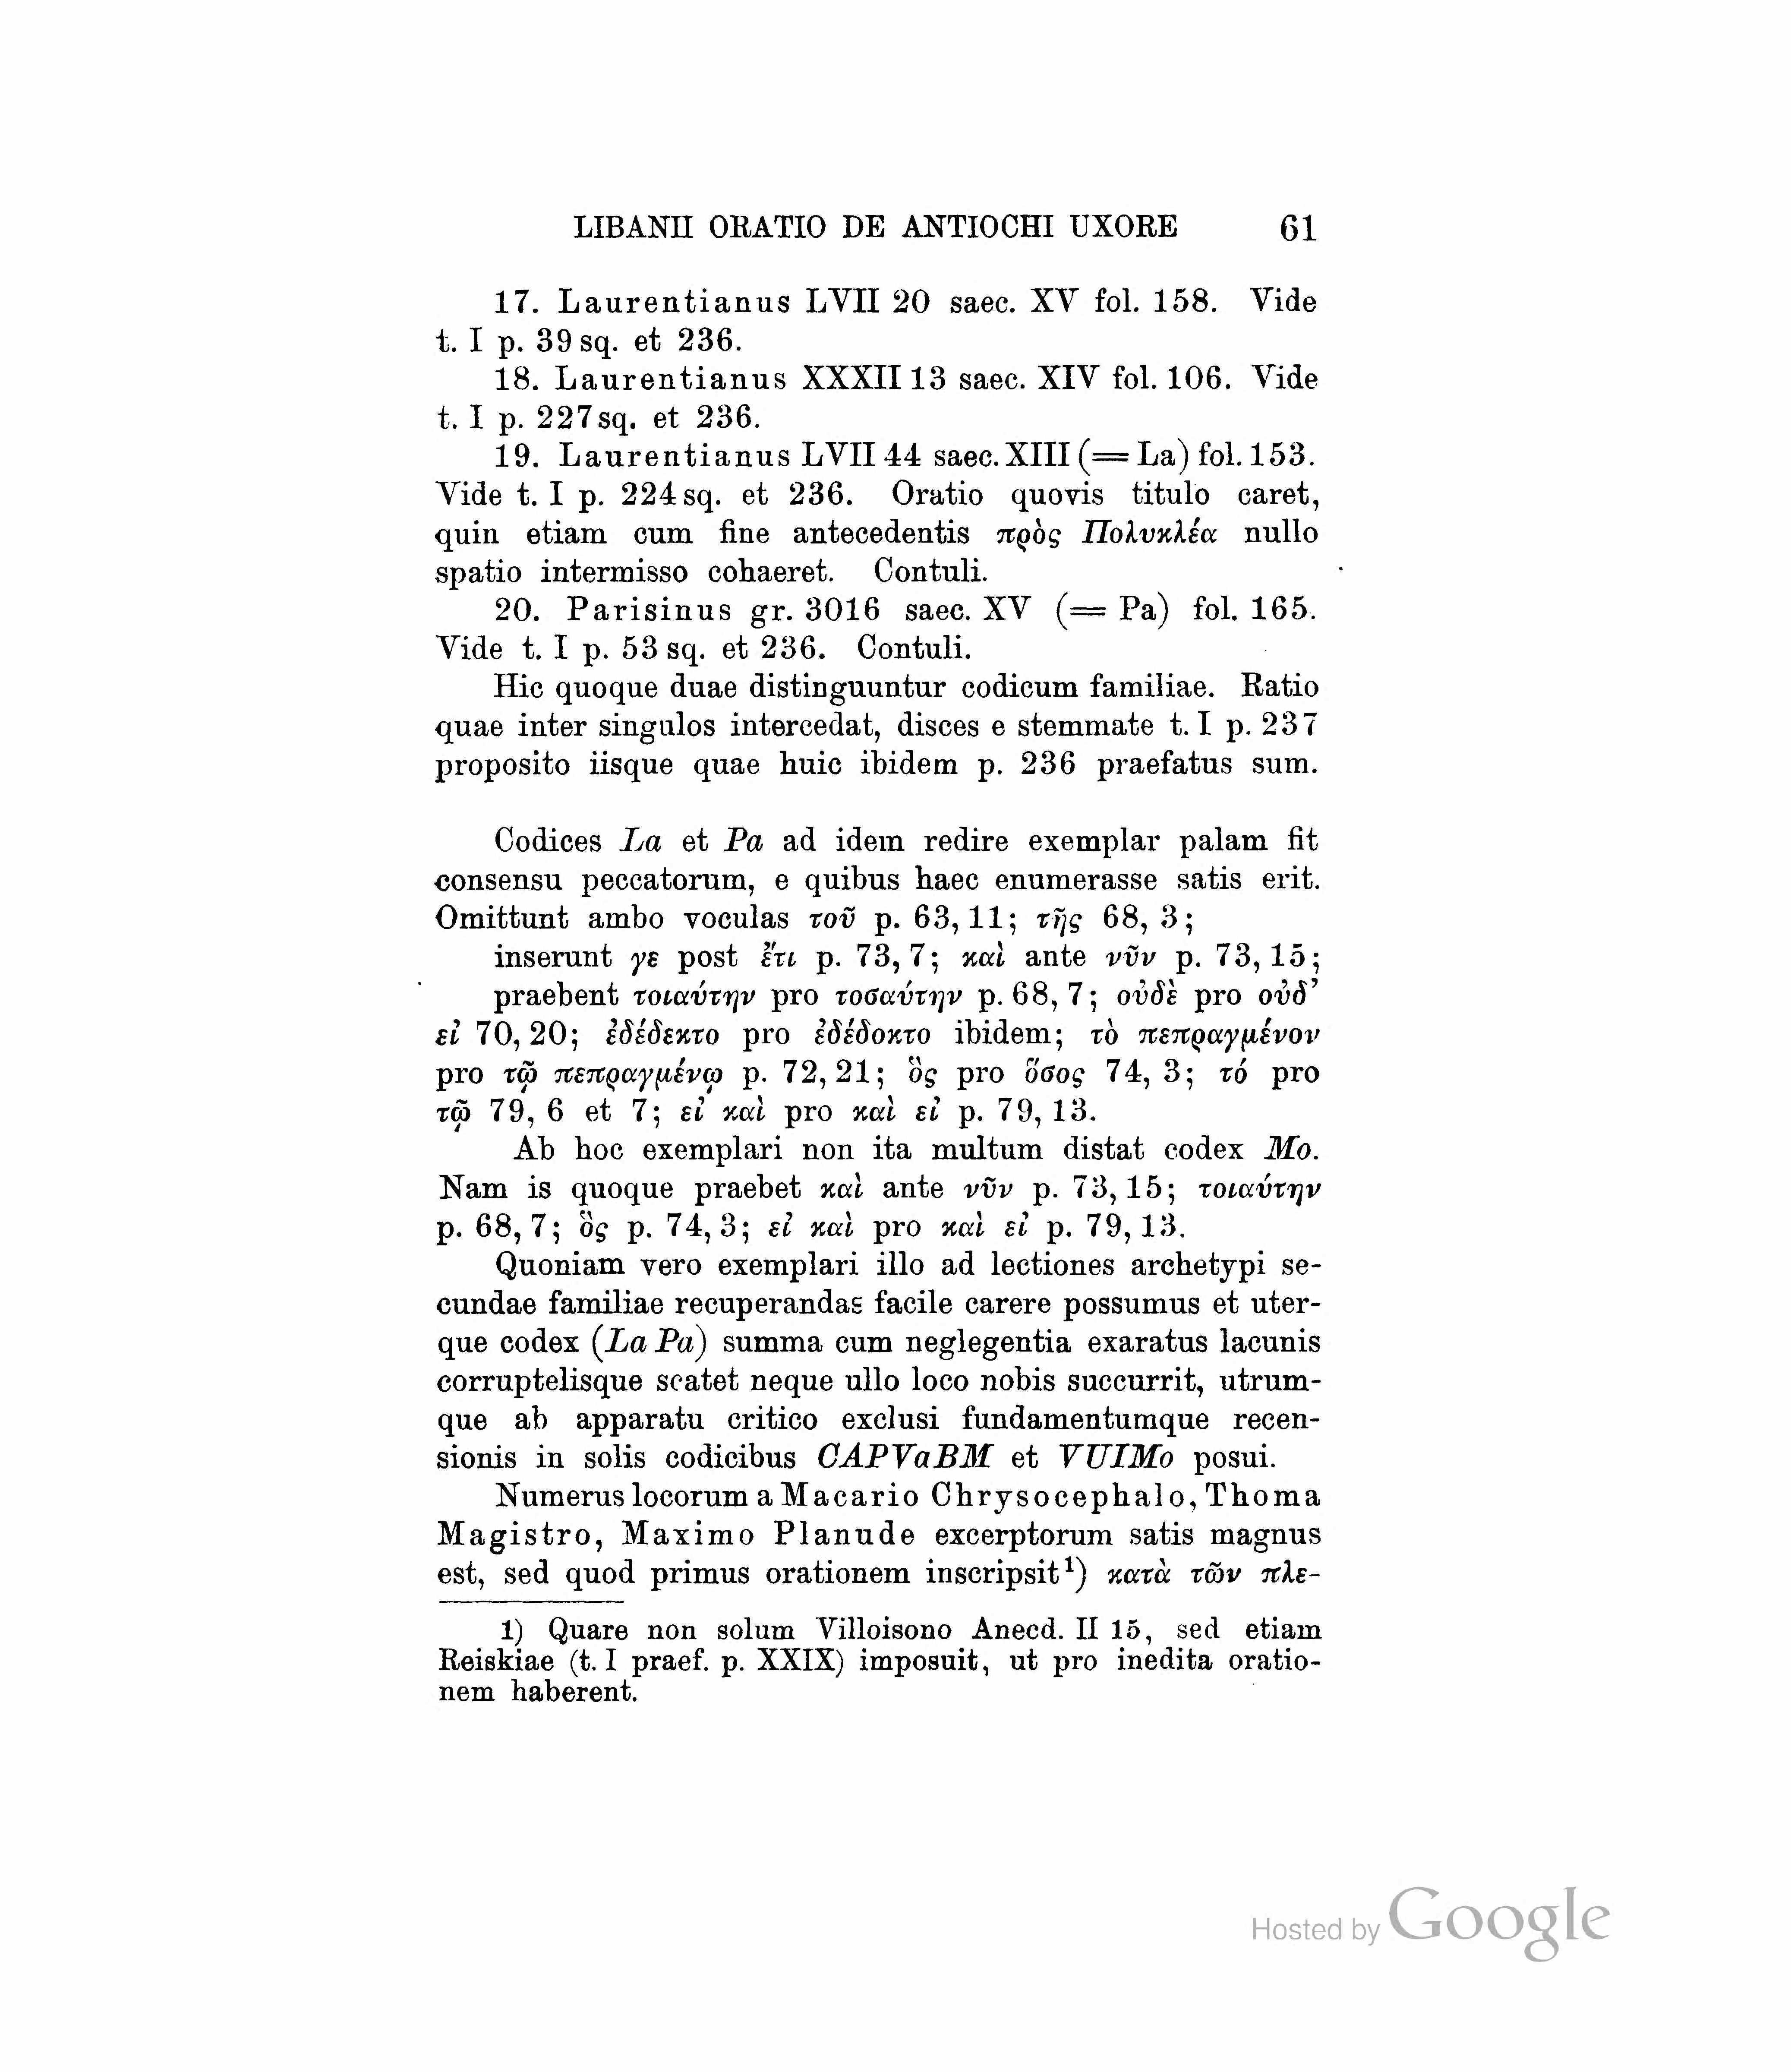 LIBANII ORATIO DE ANTIOCHI UXORE 61
17. Laurentianus LVII 20 saec. XV fol. 158. Vide
t. I p. 39 sq. et 236.
18. Laurentianus XXXII 13 saec. XIV fol. 106. Vide
t. I p. 227 sq. et 236.
19. Laurentianus LVII 44 saec. XIII (= La) fol. 153.
Vide t. I p. 224 sq. et 236. Oratio quovis titulo caret,
quin etiam cum fine antecedentis πρὸς Πολυκλέα nullo
spatio intermisso cohaeret. Contuli.
20. Parisinus gr. 3016 saec. XV (= Pa) fol. 165.
Vide t. I p. 53 sq. et 236. Contuli.
Hic quoque duae distinguuntur codicum familiae. Ratio
quae inter singulos intercedat, disces e stemmate t. I p. 237
proposito iisque quae huic ibidem p. 236 praefatus sum.
Codices La et Pa ad idem redire exemplar palam fit
consensu peccatorum, e quibus haec enumerasse satis erit.
Omittunt ambo voculas τοῦ p. 63, 11; τῆς 68, 3;
inserunt γε post ἔτι p. 73, 7; καὶ ante νῦν p. 73, 15;
praebent τοιαύτην pro τοσαύτην p. 68, 7; οὐδὲ pro οὐδ’
εἰ 70, 20; ἐδέδεκτο pro ἐδέδοκτο ibidem; τὸ πεπραγμένον
pro τῷ πεπραγμένῳ p. 72, 21; ὃς pro ὅσος 74, 3; τό pro
τῷ 79, 6 et 7; εἰ καὶ pro καὶ εἰ p. 79, 13.
Ab hoc exemplari non ita multum distat codex Mo.
Nam is quoque praebet καὶ ante νῦν p. 73, 15; τοιαύτην
p. 68, 7; ὃς p. 74, 3; εἰ καὶ pro καὶ εἰ p. 79, 13.
Quoniam vero exemplari illo ad lectiones archetypi se-
cundae familiae recuperandas facile carere possumus et uter-
que codex (La Pa) summa cum neglegentia exaratus lacunis
corruptelisque scatet neque ullo loco nobis succurrit, utrum-
que ab apparatu critico exclusi fundamentumque recen-
sionis in solis codicibus CAPVaBM et VUIMo posui.
Numerus locorum a Macario Chrysocephalo, Thoma
Magistro, Maximo Planude excerptorum satis magnus
est, sed quod primus orationem inscripsit¹) κατὰ τῶν πλε-
1) Quare non solum Villoisono Anecd. II 15, sed etiam
Reiskiae (t. I praef. p. XXIX) imposuit, ut pro inedita oratio-
nem haberent.
Hosted by Google